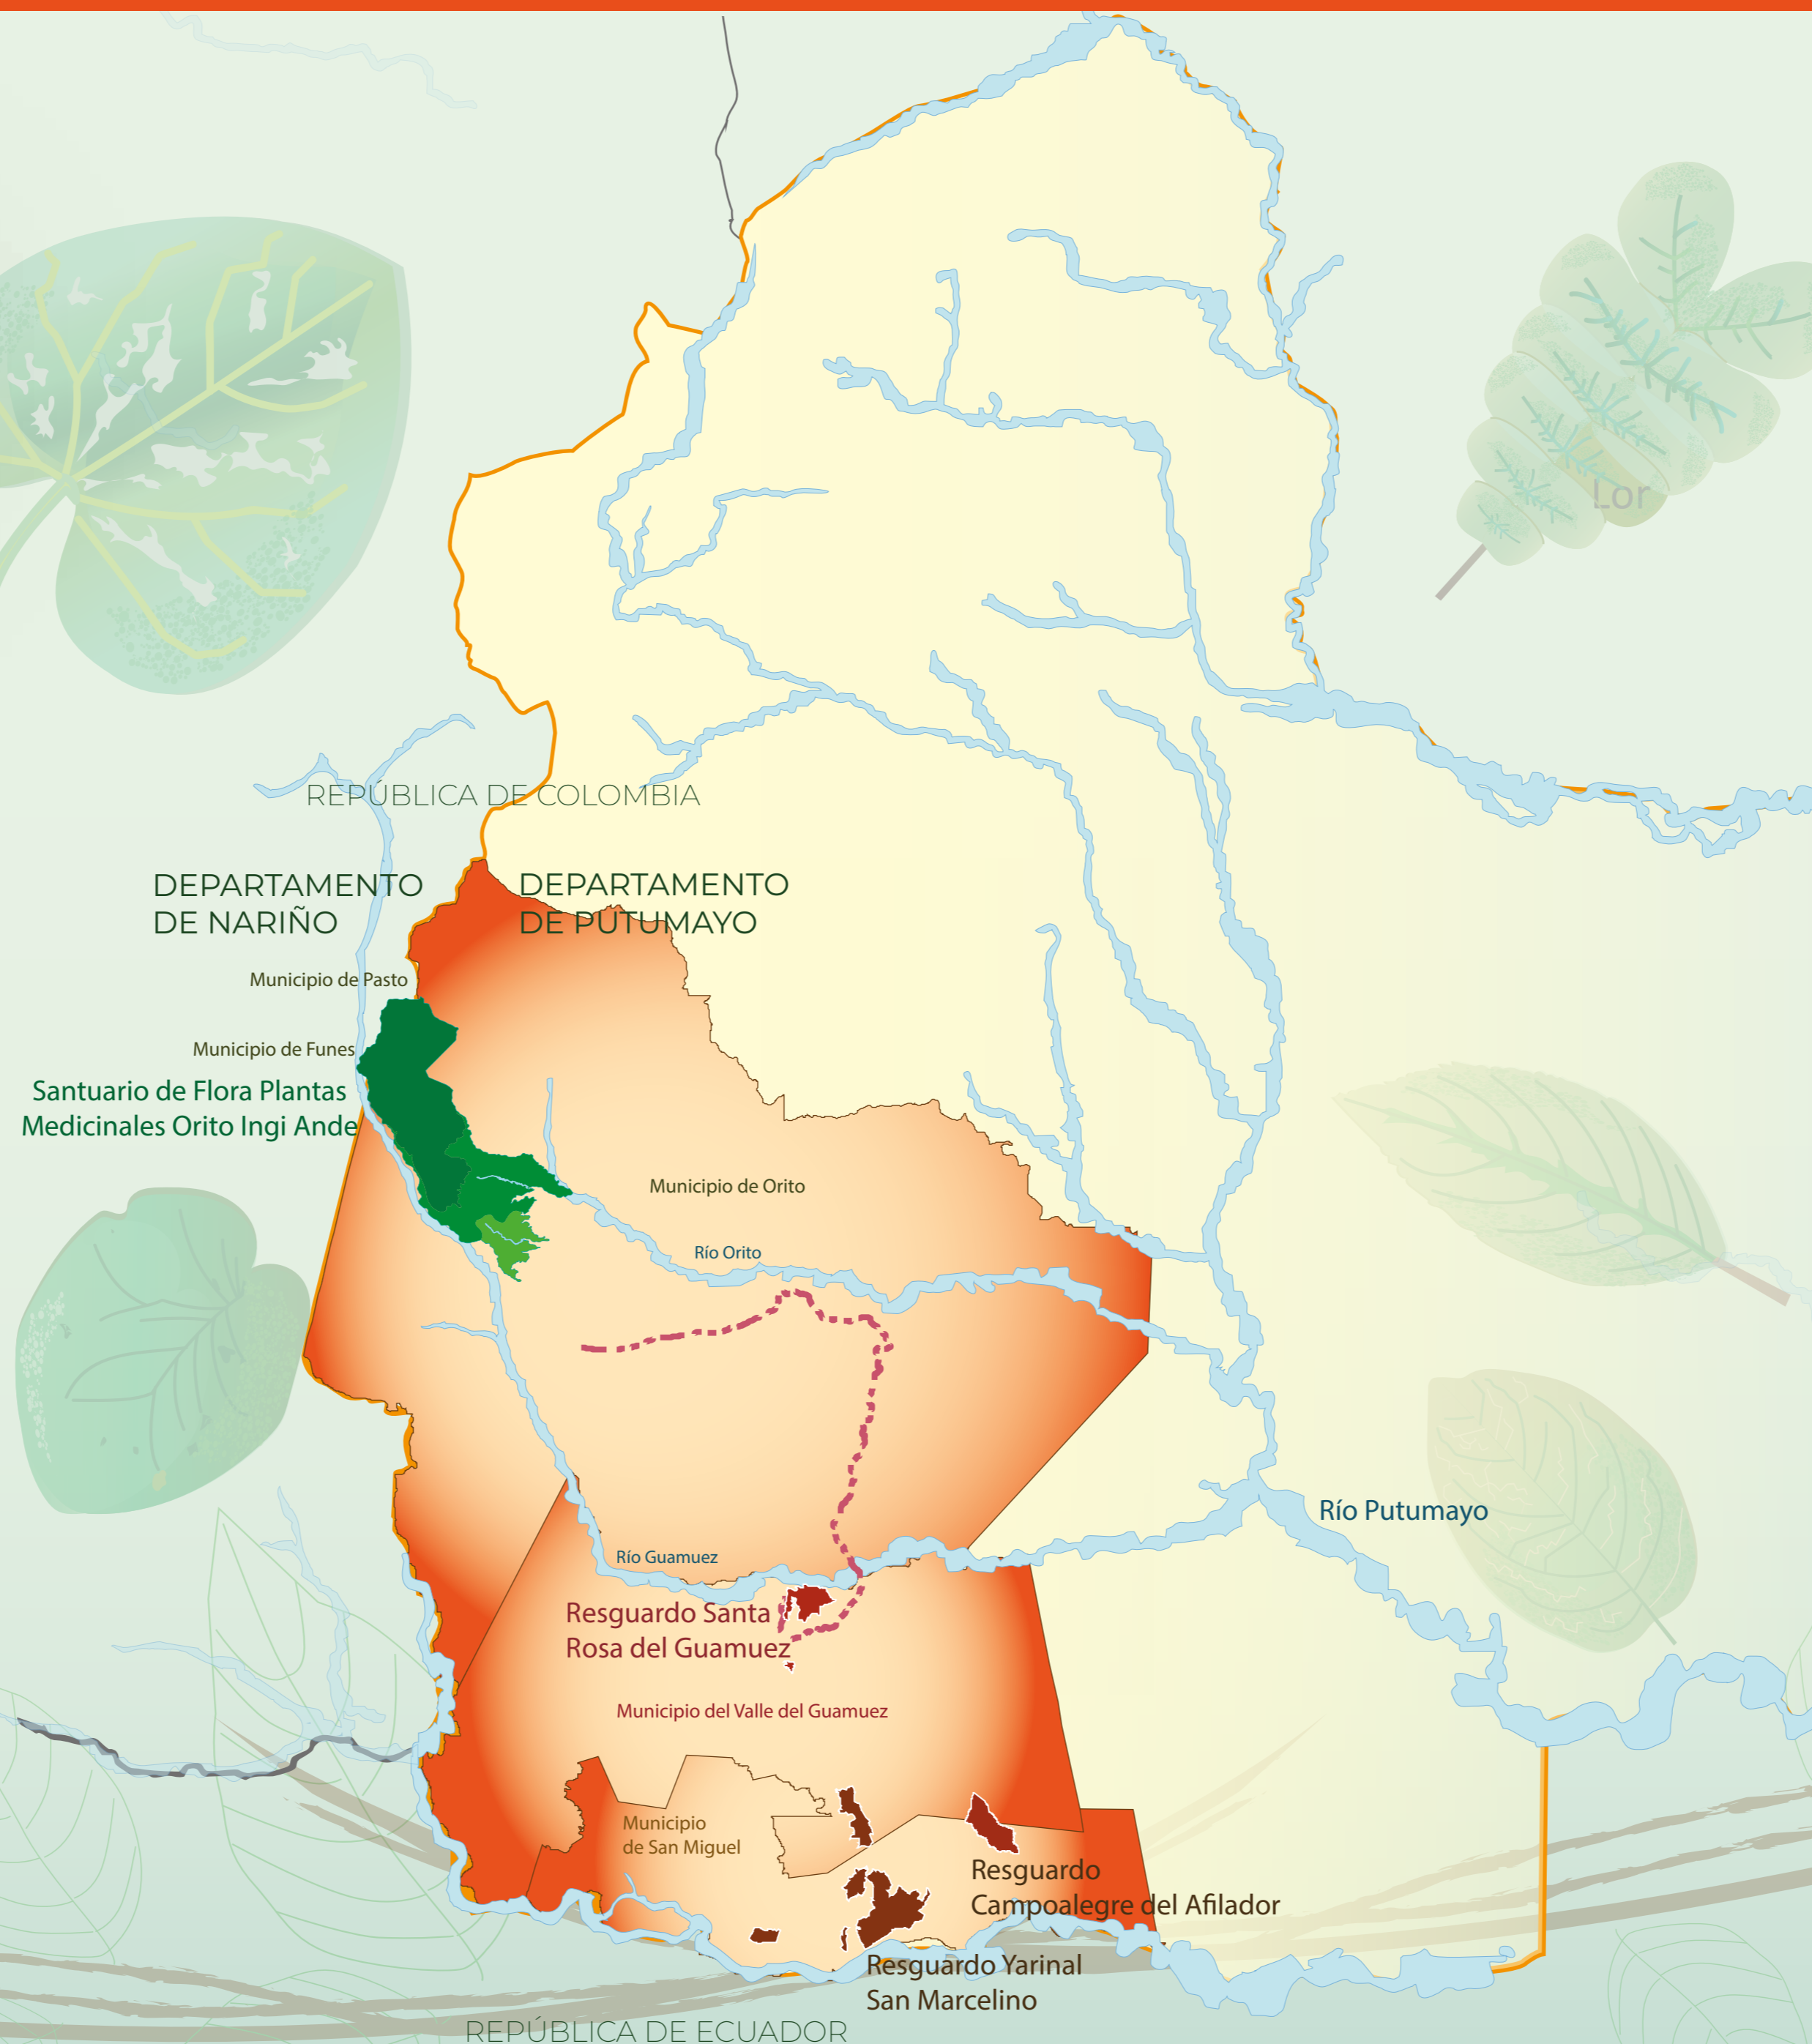 Lor
REPÚBLICA DE COLOMBIA
DEPARTAMENTO
DE NARIÑO
DEPARTAMENTO
DE PUTUMAYO
Municipio de Pasto
Municipio de Funes
Santuario de Flora Plantas
Medicinales Orito Ingi Ande
Municipio de Orito
Río Orito
Río Putumayo
Río Guamuez
Resguardo Santa
Rosa del Guamuez
Municipio del Valle del Guamuez
Municipio
de San Miguel
Resguardo
Campoalegre del Afilador
Resguardo Yarinal
San Marcelino
REPÚBLICA DE ECUADOR